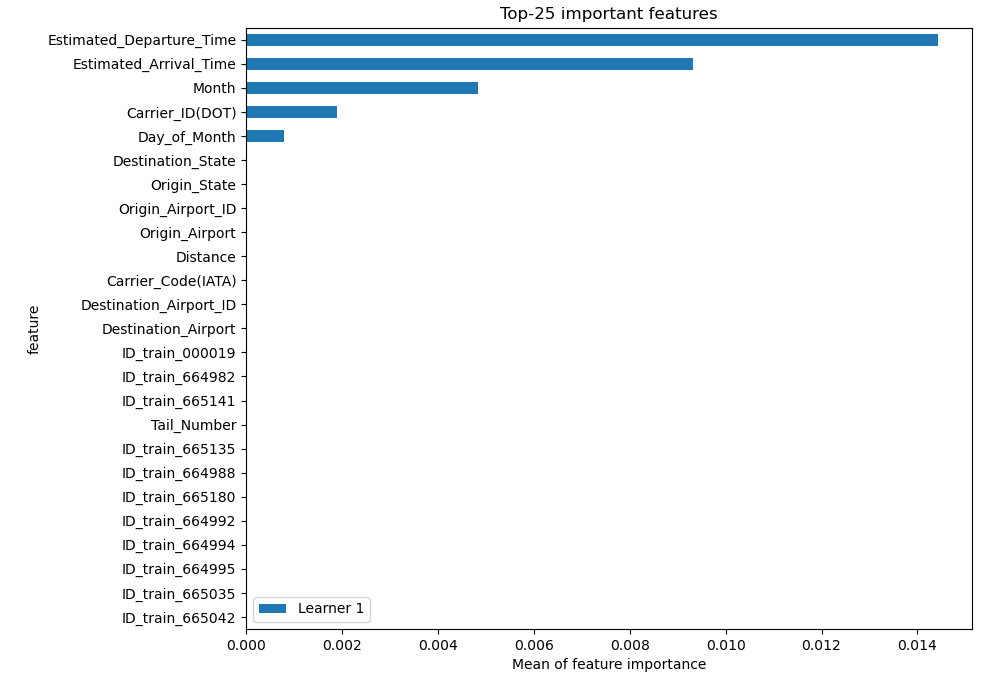 Top-25 important features
Estimated_Departure_Time
Estimated_Arrival_Time
Month
Carrier_ID(DOT)
Day_of_Month
Destination_State
Origin_State
Origin_Airport_ID
Origin_Airport
Distance
Carrier_Code(IATA)
Destination_Airport_ID
Destination_Airport
ID_train_000019
ID_train_664982
ID_train_665141
Tail_Number
ID_train_665135
ID_train_664988
ID_train_665180
ID_train_664992
ID_train_664994
ID_train_664995
ID_train_665035
ID_train_665042
feature
Learner 1
0.000 0.002 0.004 0.006 0.008 0.010 0.012 0.014
Mean of feature importance